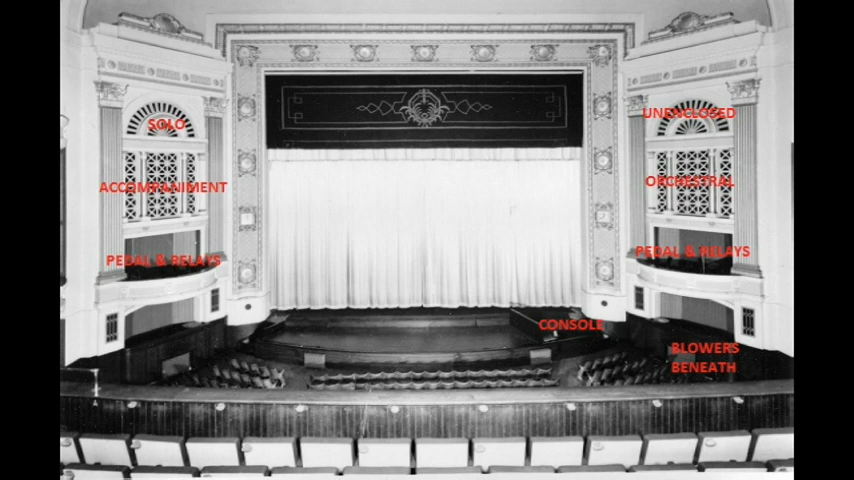 SOLO
UNENCLOSED
ACCOMPANIMENT
ORCHESTRAL
PEDAL & RELAYS
PEDAL & RELAYS
CONSOLE
BLOWERS
BENEATH